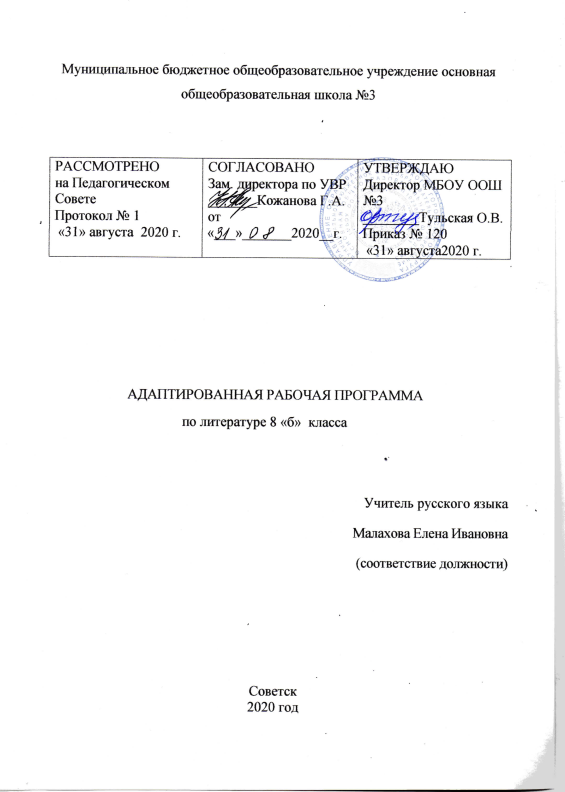 Муниципальное бюджетное общеобразовательное учреждение основная
общеобразовательная школа №3
РАССМОТРЕНО
на Педагогическом
Совете
Протокол № 1
«31» августа 2020 г.
СОГЛАСОВАНО
Зам. директора по УВР
Кожанова Г.А.
от
«31» 08 2020 г.
УТВЕРЖДАЮ
Директор МБОУ ООШ
№3
Тульская О.В.
Приказ № 120
«31» августа2020 г.
АДАПТИРОВАННАЯ РАБОЧАЯ ПРОГРАММА
по литературе 8 «б» класса
Учитель русского языка
Малахова Елена Ивановна
(соответствие должности)
Советск
2020 год